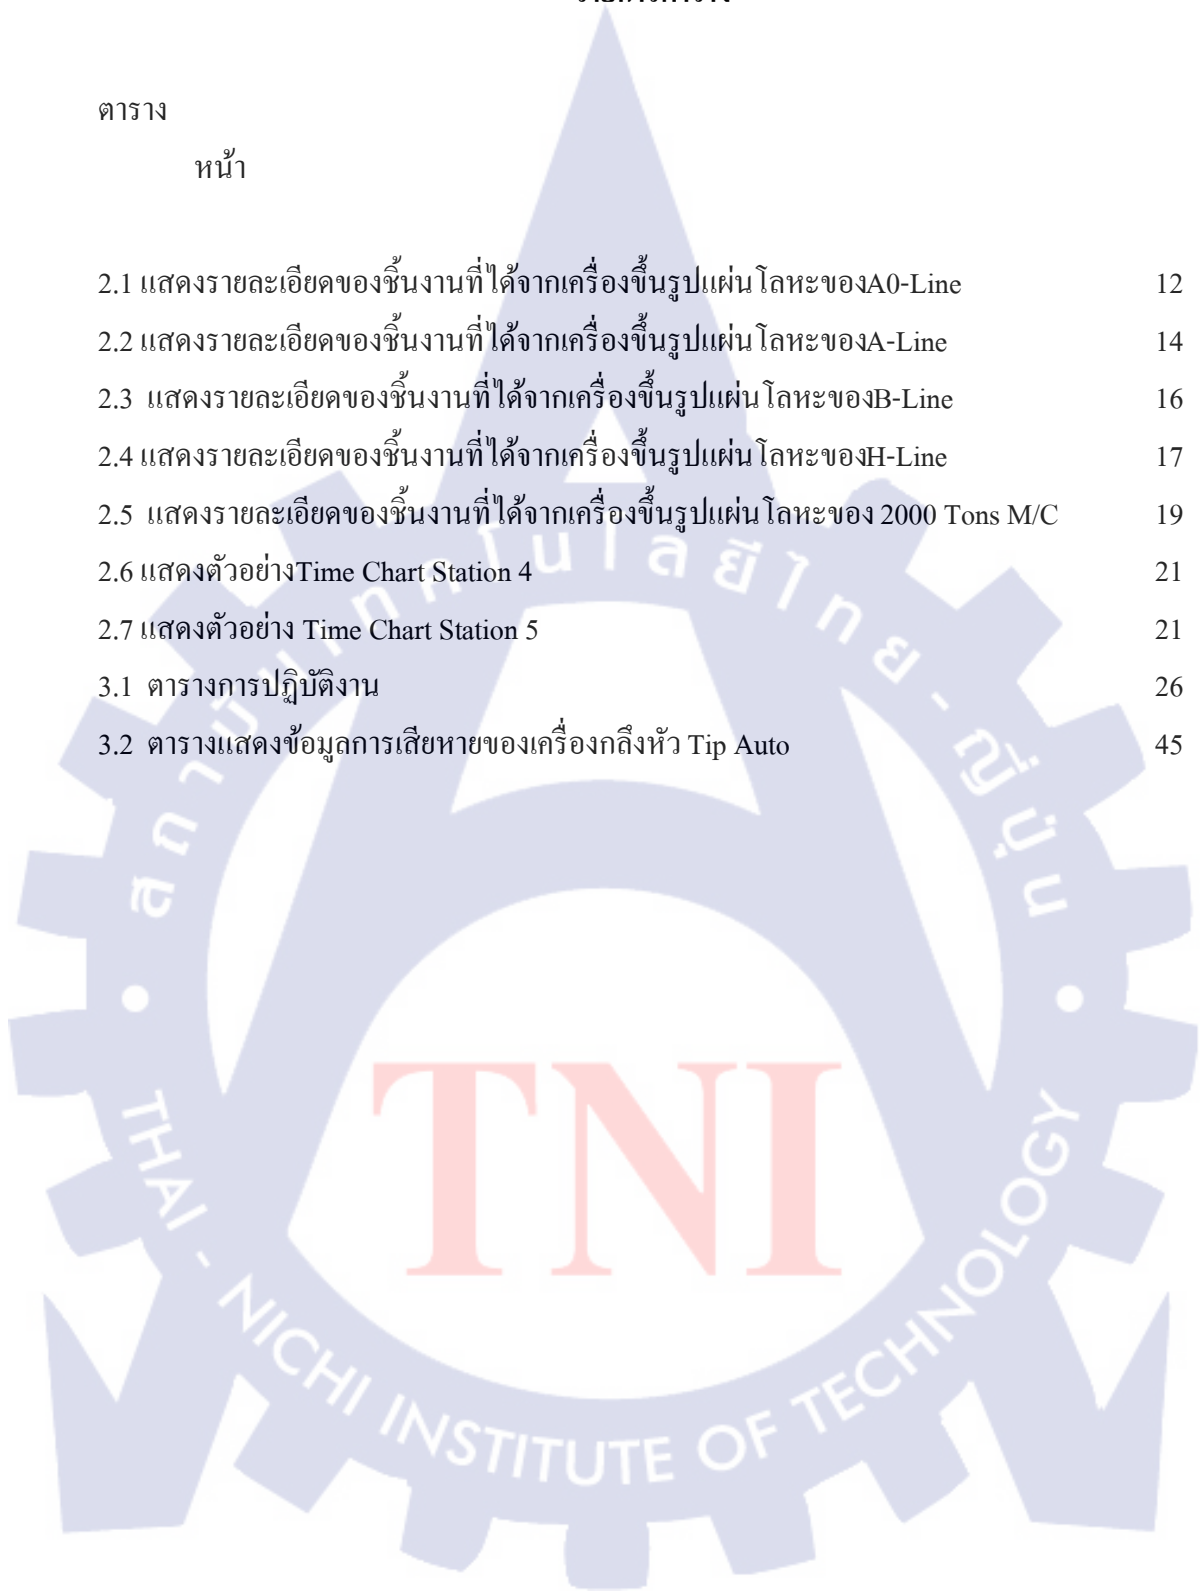 ตาราง
หน้า
2.1 แสดงรายละเอียดของชิ้นงานที่ได้จากเครื่องขึ้นรูปแผ่นโลหะของA0-Line 12
2.2 แสดงรายละเอียดของชิ้นงานที่ได้จากเครื่องขึ้นรูปแผ่นโลหะของA-Line 14
2.3 แสดงรายละเอียดของชิ้นงานที่ได้จากเครื่องขึ้นรูปแผ่นโลหะของB-Line 16
2.4 แสดงรายละเอียดของชิ้นงานที่ได้จากเครื่องขึ้นรูปแผ่นโลหะของH-Line 17
2.5 แสดงรายละเอียดของชิ้นงานที่ได้จากเครื่องขึ้นรูปแผ่นโลหะของ 2000 Tons M/C 19
2.6 แสดงตัวอย่างTime Chart Station 4 21
2.7 แสดงตัวอย่าง Time Chart Station 5 21
3.1 ตารางการปฏิบัติงาน 26
3.2 ตารางแสดงข้อมูลการเสียหายของเครื่องกลึงหัว Tip Auto 45
สถาบันเทคโนโลยีไทย - ญี่ปุ่น
TNI
THAI - NICHI INSTITUTE OF TECHNOLOGY